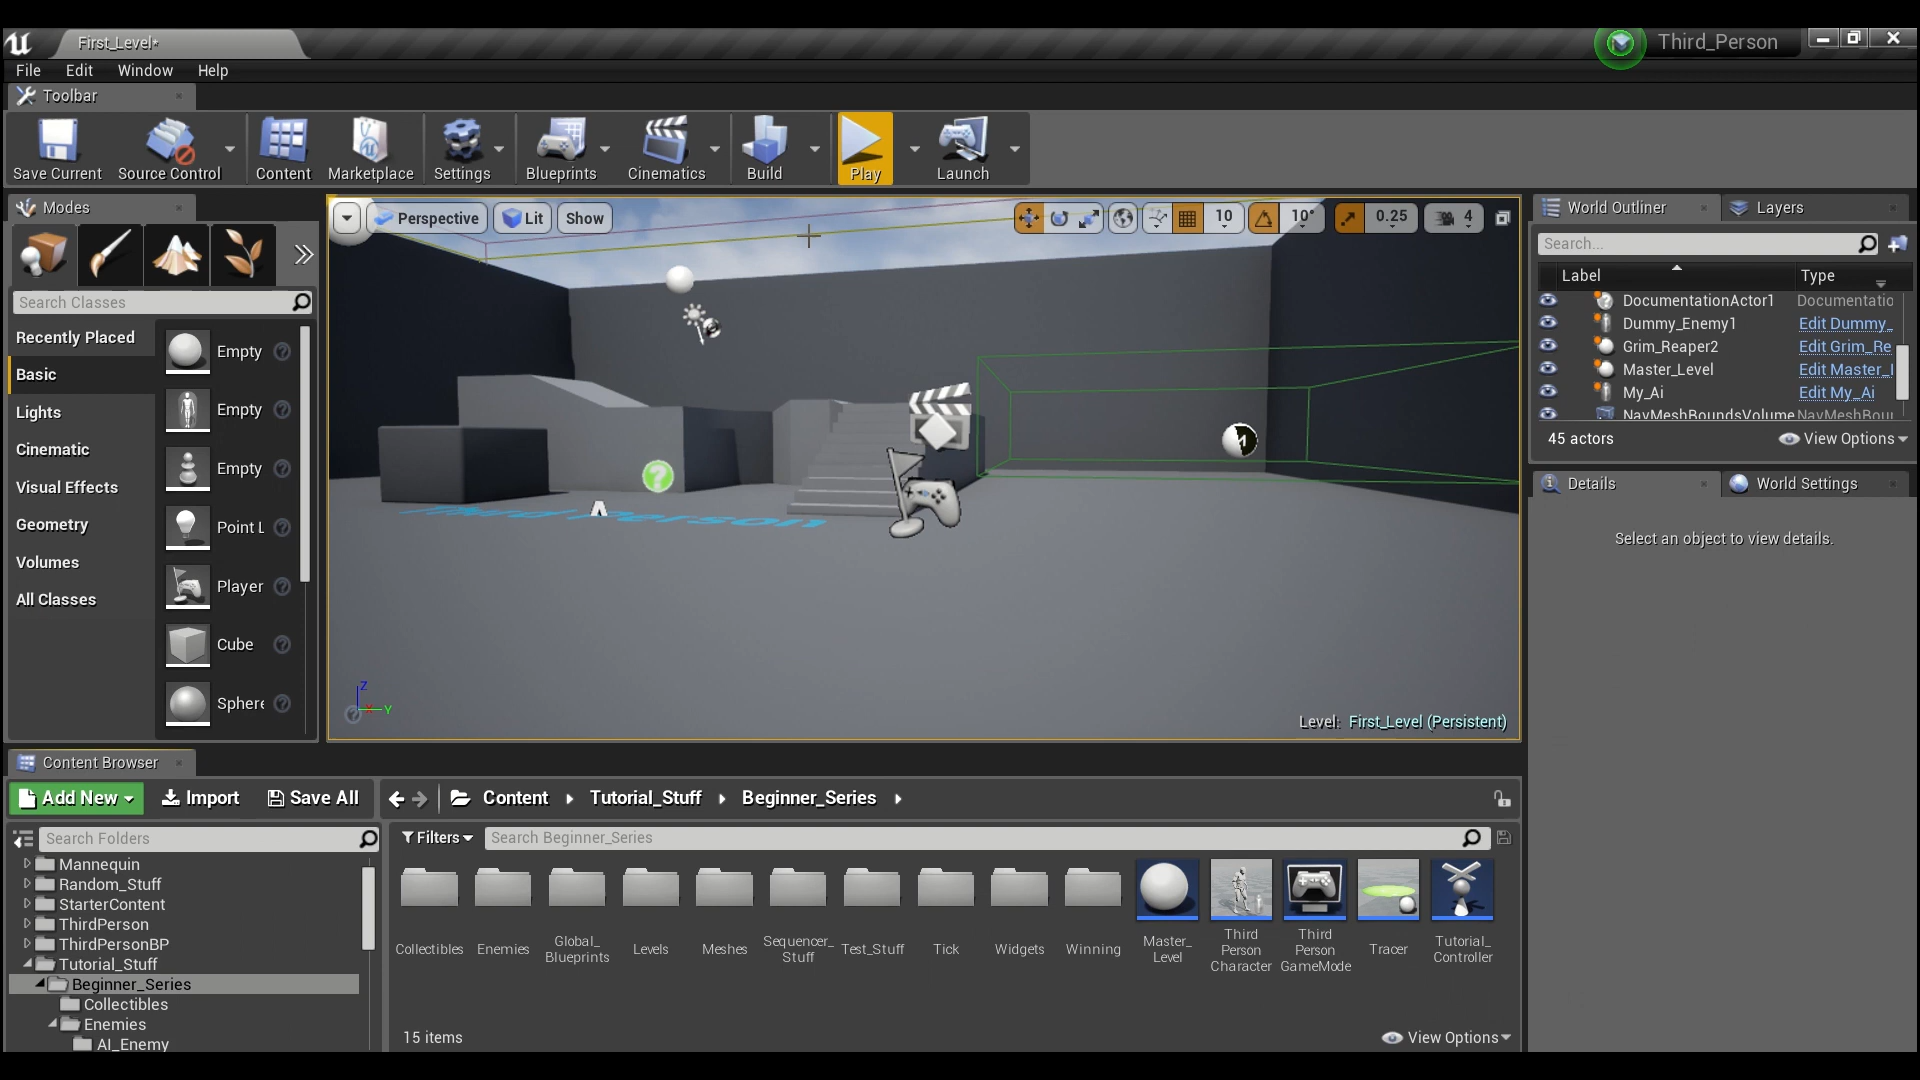 First_Level*
Third_Person
File Edit Window Help
Toolbar
Save Current
Source Control
Content
Marketplace
Settings
Blueprints
Cinematics
Build
Play
Launch
Modes
Search Classes
Recently Placed
Basic
Lights
Cinematic
Visual Effects
Geometry
Volumes
All Classes
Empty
Empty
Empty
Point L
Player
Cube
Sphere
Perspective
Lit
Show
10
10°
0.25
4
Third Person
Z
X
Y
Level: First_Level (Persistent)
World Outliner
Layers
Search...
Label Type
DocumentationActor1 Documentatio
Dummy_Enemy1 Edit Dummy_
Grim_Reaper2 Edit Grim_Re
Master_Level Edit Master_l
My_Ai Edit My_Ai
NavMeshBoundsVolume NavMeshBoun
45 actors
View Options
Details
World Settings
Select an object to view details.
Content Browser
Add New
Import
Save All
Content
Tutorial_Stuff
Beginner_Series
Search Folders
Filters
Search Beginner_Series
Mannequin
Random_Stuff
StarterContent
ThirdPerson
ThirdPersonBP
Tutorial_Stuff
Beginner_Series
Collectibles
Enemies
AI_Enemy
Collectibles
Enemies
Global_
Blueprints
Levels
Meshes
Sequencer_
Stuff
Test_Stuff
Tick
Widgets
Winning
Master_
Level
Third
Person
Character
Third
Person
GameMode
Tracer
Tutorial_
Controller
15 items
View Options